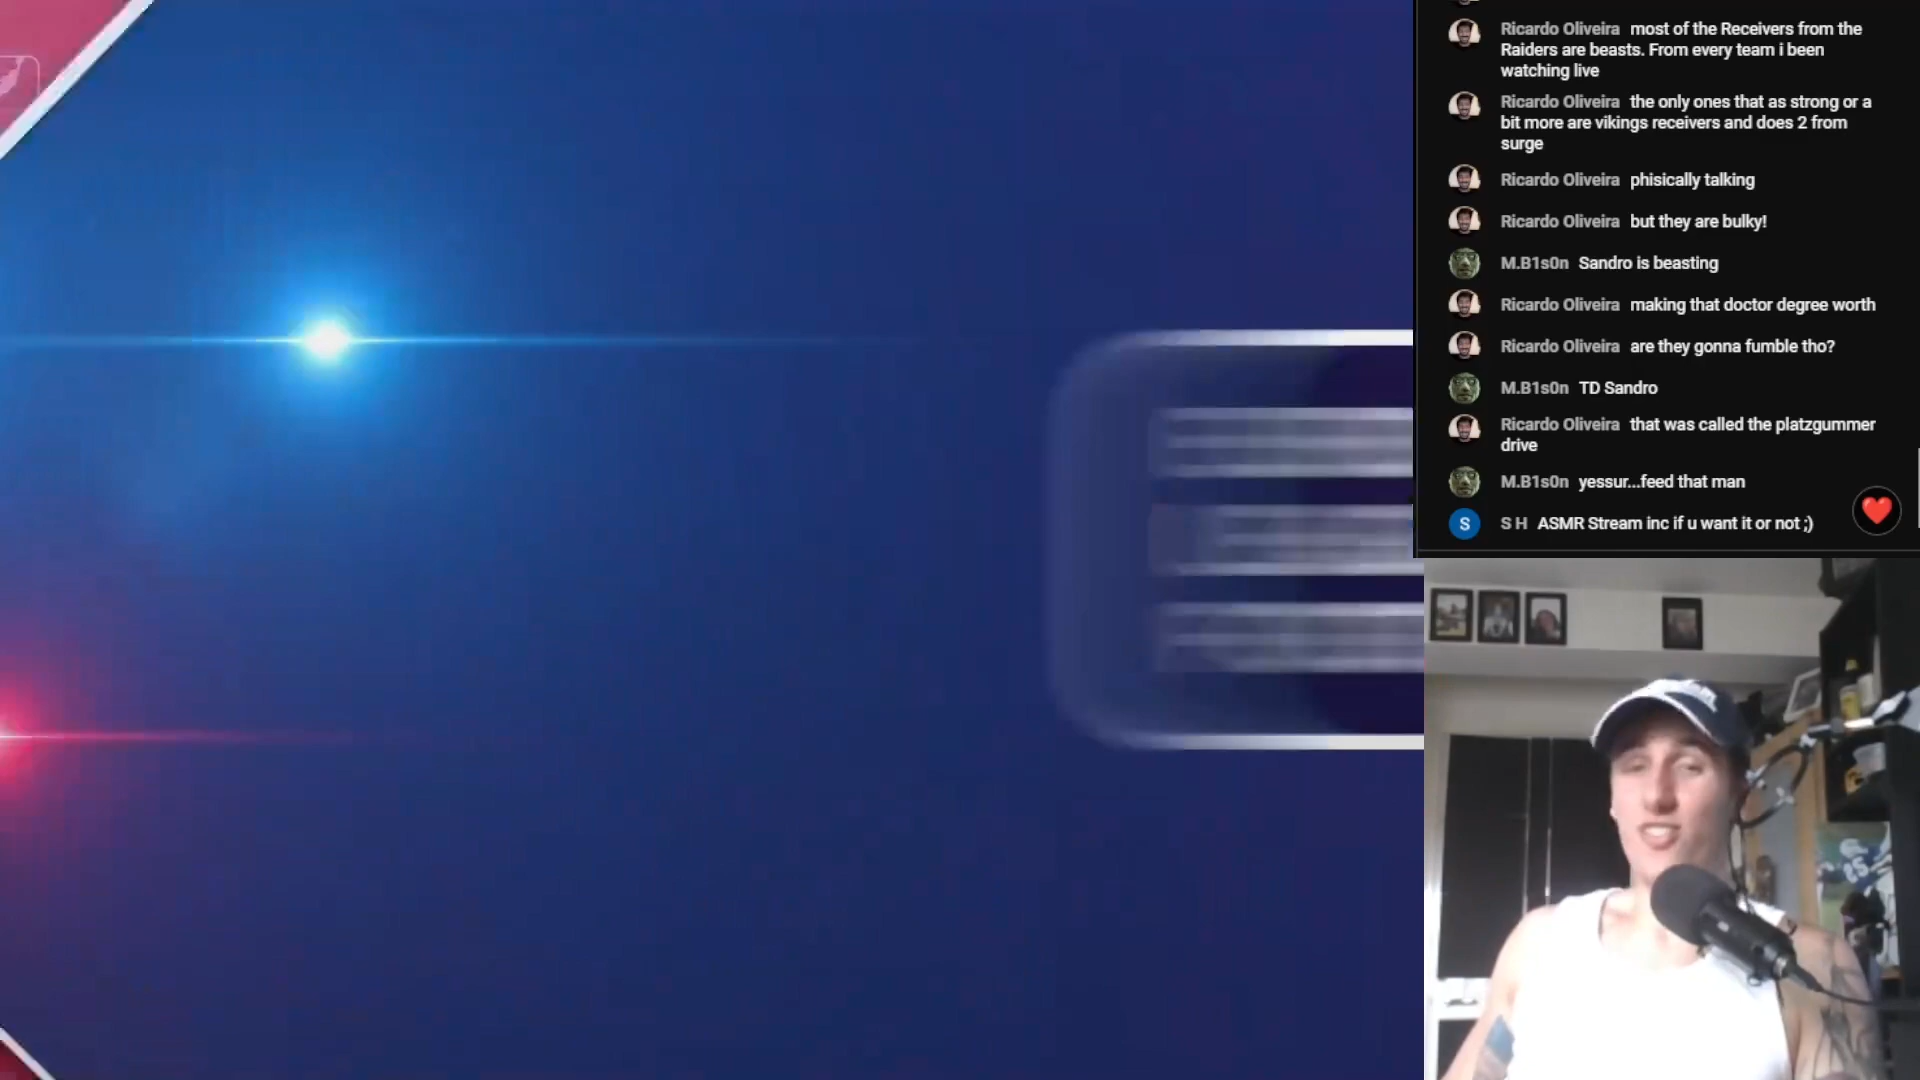 Ricardo Oliveira most of the Receivers from the
Raiders are beasts. From every team i been
watching live
Ricardo Oliveira the only ones that as strong or a
bit more are vikings receivers and does 2 from
surge
Ricardo Oliveira phisically talking
Ricardo Oliveira but they are bulky!
M.B1s0n Sandro is beasting
Ricardo Oliveira making that doctor degree worth
Ricardo Oliveira are they gonna fumble tho?
M.B1s0n TD Sandro
Ricardo Oliveira that was called the platzgummer
drive
M.B1s0n yessur...feed that man
S
S H ASMR Stream inc if u want it or not ;)